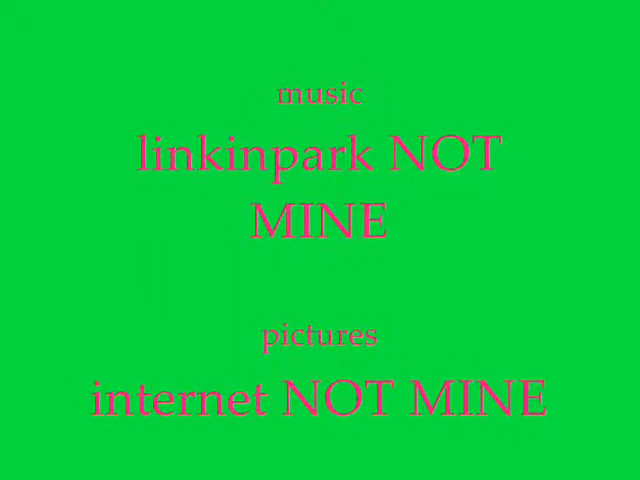 music
linkinpark NOT
MINE
pictures
internet NOT MINE